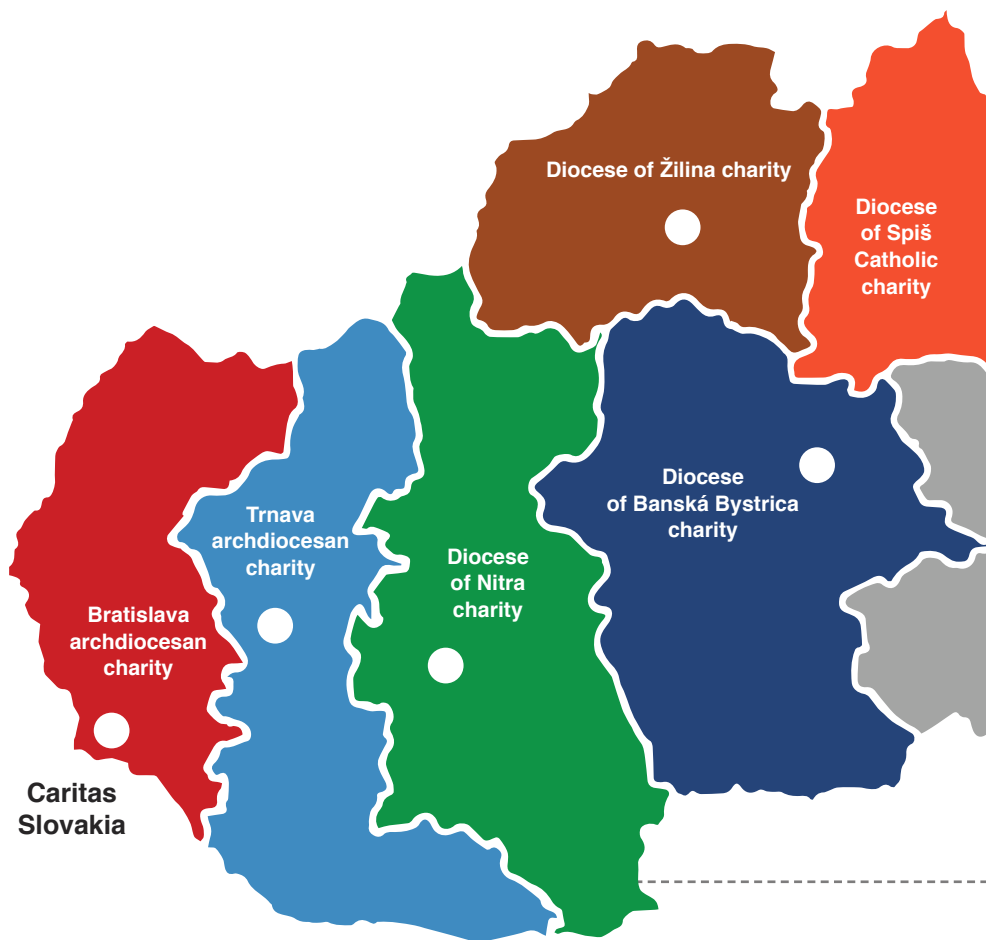 Diocese of Žilina charity
Diocese
of Spiš
Catholic
charity
Diocese
of Banská Bystrica
charity
Trnava
archdiocesan
charity
Diocese
of Nitra
charity
Bratislava
archdiocesan
charity
Caritas
Slovakia